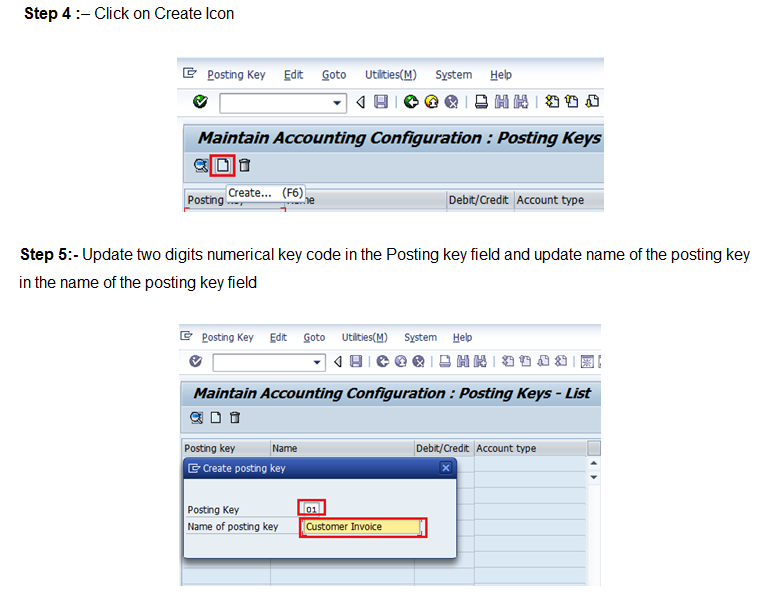 Step 4 :– Click on Create Icon
Posting Key Edit Goto Utilities(M) System Help
Maintain Accounting Configuration : Posting Keys
Create... (F6)
Posting Debit/Credit Account type
Step 5:- Update two digits numerical key code in the Posting key field and update name of the posting key
in the name of the posting key field
Posting Key Edit Goto Utilities(M) System Help
Maintain Accounting Configuration : Posting Keys - List
Posting key Name Debit/Credit Account type
Create posting key
Posting Key 01
Name of posting key Customer Invoice